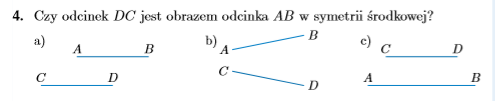 4. Czy odcinek DC jest obrazem odcinka AB w symetrii środkowej?
a) A B b) A B c) C D
C D C D A B